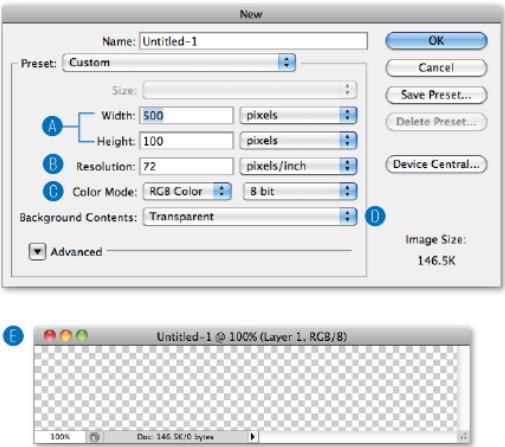 New
Name: Untitled-1
OK
Preset: Custom
Cancel
Size:
Save Preset...
A Width: 500 pixels
Delete Preset...
Height: 100 pixels
B Resolution: 72 pixels/inch
Device Central...
C Color Mode: RGB Color 8 bit
Background Contents: Transparent D
Image Size:
146.5K
Advanced
E Untitled-1 @ 100% (Layer 1, RGB/8)
100% Doc: 146.5K/0 bytes